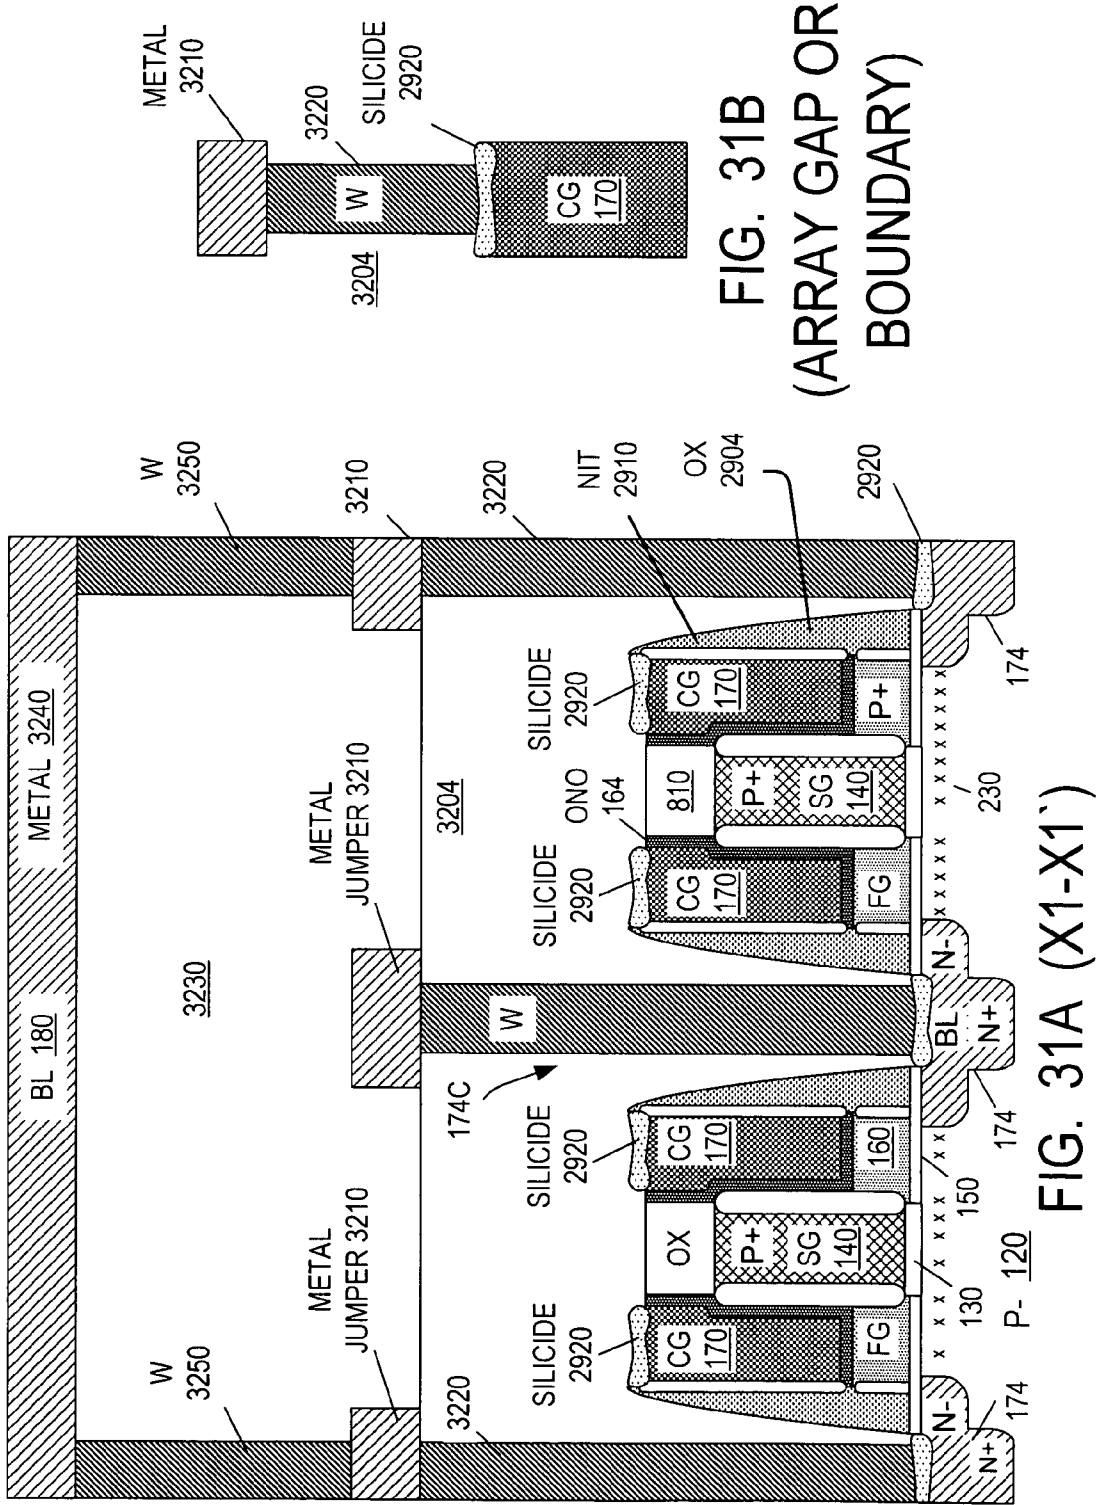 BL 180 METAL 3240
W
3250
3230
W
3250
METAL
JUMPER 3210
METAL
JUMPER 3210
3210
3220
174C
3204
3220
W
SILICIDE
2920
SILICIDE
2920
SILICIDE
2920
ONO
164
SILICIDE
2920
NIT
2910
OX
2904
CG
170
OX
CG
170
CG
170
810
CG
170
P+
SG
140
P+
SG
140
FG
160
FG
P+
2920
N-
N+
174
130
150
174
BL
N-
N+
230
174
P- 120
FIG. 31A (X1-X1`)
METAL
3210
3220
W
3204
SILICIDE
2920
CG
170
FIG. 31B
(ARRAY GAP OR
BOUNDARY)